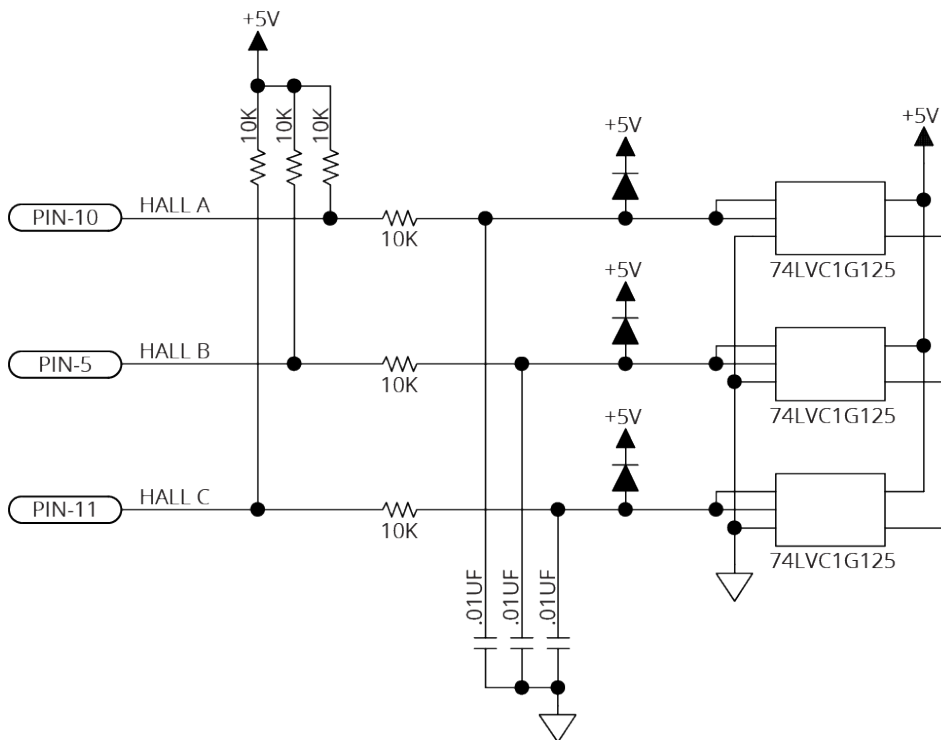 +5V
10K
10K
10K
+5V
+5V
PIN-10
HALL A
10K
74LVC1G125
+5V
PIN-5
HALL B
10K
74LVC1G125
+5V
PIN-11
HALL C
10K
74LVC1G125
.01UF
.01UF
.01UF